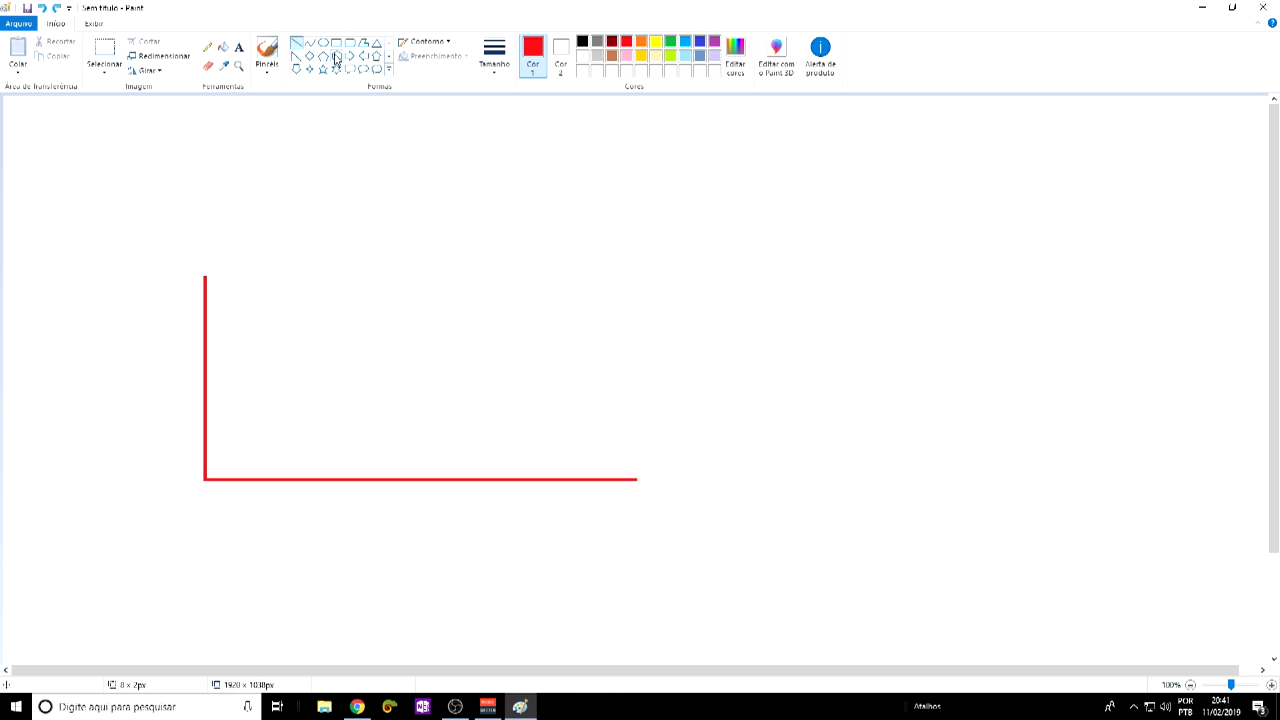 Sem título - Paint
Arquivo Início Exibir
Colar
Recortar
Copiar
Área de Transferência
Selecionar
Cortar
Redimensionar
Girar
Imagem
A
Ferramentas
Pincéis
Formas
Contorno
Preenchimento
Tamanho
Cor 1
Cor 2
Cores
Editar cores
Editar com o Paint 3D
Alerta de produto
8 × 2px
1920 × 1038px
100%
Digite aqui para pesquisar
Atalhos
POR
PTB
20:41
11/02/2019